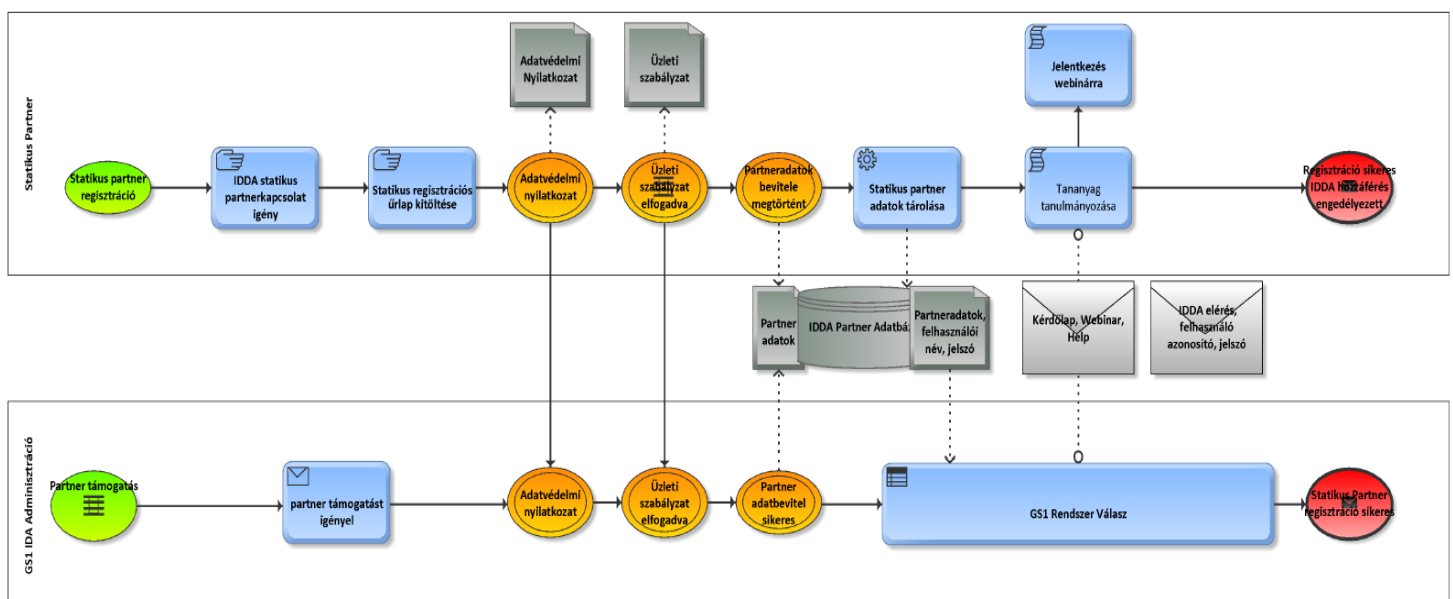 Statikus Partner
Adatvédelmi
Nyilatkozat
Üzleti
szabályzat
Jelentkezés
webinárra
Statikus partner
regisztráció
IDDA statikus
partnerkapcsolat
igény
Statikus regisztrációs
űrlap kitöltése
Adatvédelmi
nyilatkozat
Üzleti
szabályzat
elfogadva
Partneradatok
bevitele
megtörtént
Statikus partner
adatok tárolása
Tananyag
tanulmányozása
Regisztráció sikeres
IDDA hozzáférés
engedélyezett
Partner
adatok
IDDA Partner Adatbáz
Partneradatok,
felhasználói
név, jelszó
Kérdőlap, Webinar,
Help
IDDA elérés,
felhasználó
azonosító, jelszó
GS1 IDA Adminisztráció
Partner támogatás
partner támogatást
igényel
Adatvédelmi
nyilatkozat
Üzleti
szabályzat
elfogadva
Partner
adatbevitel
sikeres
GS1 Rendszer Válasz
Statikus Partner
regisztráció sikeres